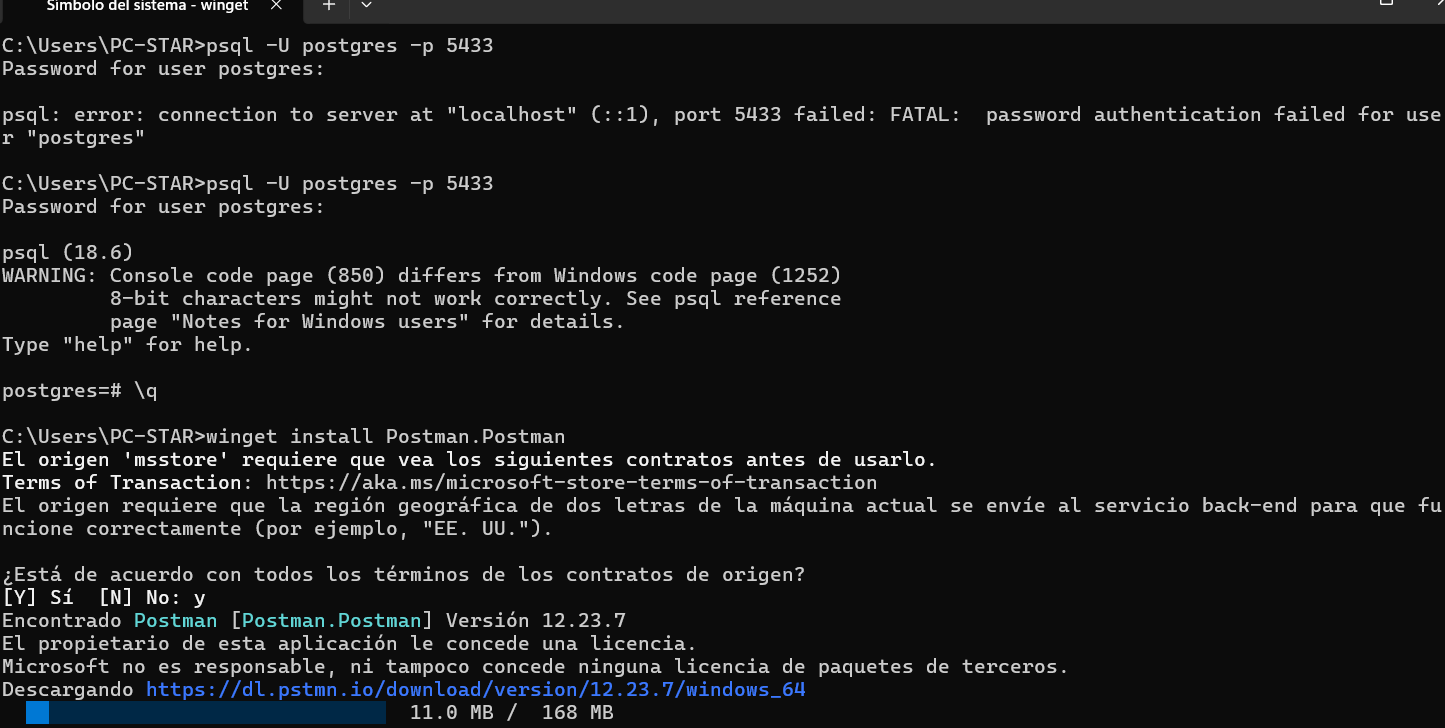 Símbolo del sistema - winget
C:\Users\PC-STAR>psql -U postgres -p 5433
Password for user postgres:
psql: error: connection to server at "localhost" (::1), port 5433 failed: FATAL:  password authentication failed for use
r "postgres"
C:\Users\PC-STAR>psql -U postgres -p 5433
Password for user postgres:
psql (18.6)
WARNING: Console code page (850) differs from Windows code page (1252)
         8-bit characters might not work correctly. See psql reference
         page "Notes for Windows users" for details.
Type "help" for help.
postgres=# \q
C:\Users\PC-STAR>winget install Postman.Postman
El origen 'msstore' requiere que vea los siguientes contratos antes de usarlo.
Terms of Transaction: https://aka.ms/microsoft-store-terms-of-transaction
El origen requiere que la región geográfica de dos letras de la máquina actual se envíe al servicio back-end para que fu
ncione correctamente (por ejemplo, "EE. UU.").
¿Está de acuerdo con todos los términos de los contratos de origen?
[Y] Sí  [N] No: y
Encontrado Postman [Postman.Postman] Versión 12.23.7
El propietario de esta aplicación le concede una licencia.
Microsoft no es responsable, ni tampoco concede ninguna licencia de paquetes de terceros.
Descargando https://dl.pstmn.io/download/version/12.23.7/windows_64
11.0 MB /  168 MB